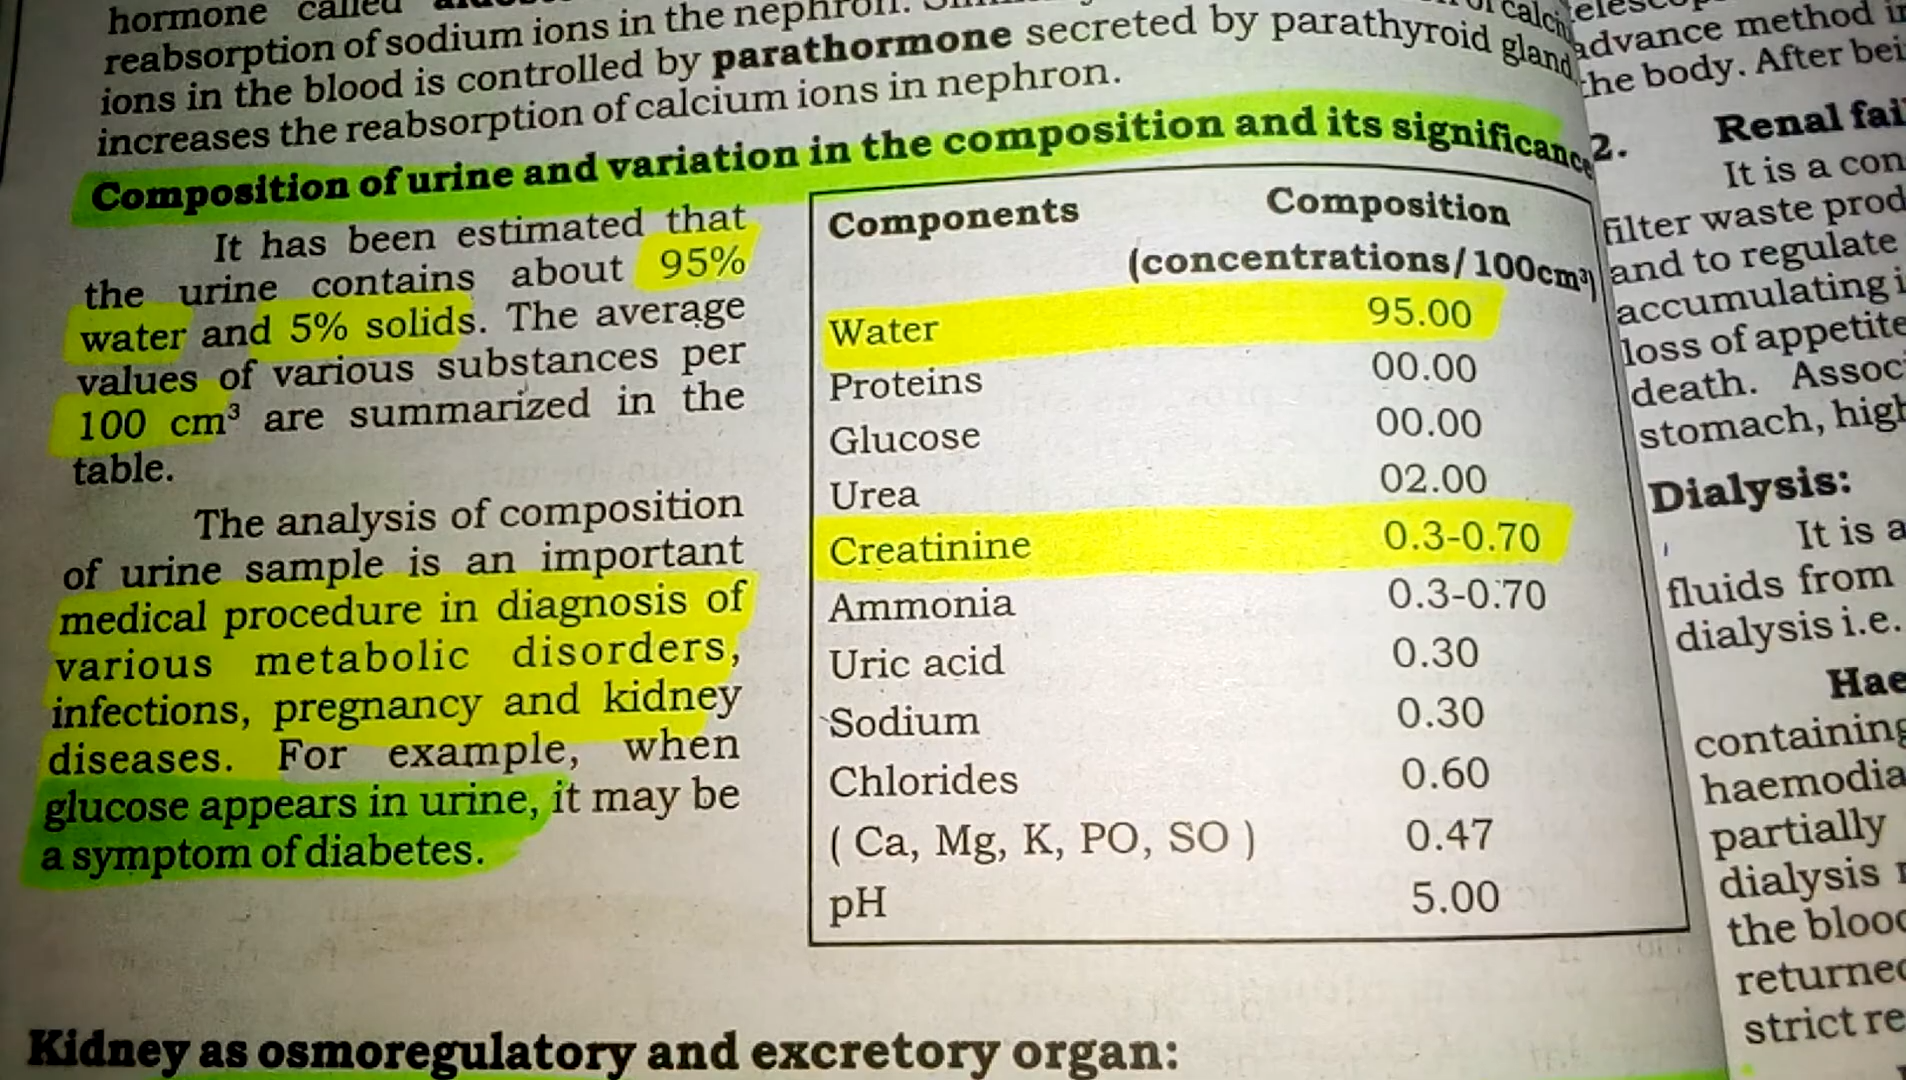 hormone called
reabsorption of sodium ions in the nephron.
ions in the blood is controlled by parathormone secreted by parathyroid gland
increases the reabsorption of calcium ions in nephron.
Composition of urine and variation in the composition and its significance
It has been estimated that
the urine contains about 95%
water and 5% solids. The average
values of various substances per
100 cm³ are summarized in the
table.
The analysis of composition
of urine sample is an important
medical procedure in diagnosis of
various metabolic disorders,
infections, pregnancy and kidney
diseases. For example, when
glucose appears in urine, it may be
a symptom of diabetes.
Components Composition
(concentrations/100cm³)
Water 95.00
Proteins 00.00
Glucose 00.00
Urea 02.00
Creatinine 0.3-0.70
Ammonia 0.3-0.70
Uric acid 0.30
Sodium 0.30
Chlorides 0.60
( Ca, Mg, K, PO, SO ) 0.47
pH 5.00
Kidney as osmoregulatory and excretory organ:
advance method in
the body. After bei
2. Renal fail
It is a con
filter waste prod
and to regulate
accumulating i
loss of appetite
death. Assoc
stomach, high
Dialysis:
It is a
fluids from
dialysis i.e.
Hae
containing
haemodia
partially
dialysis
the blood
returned
strict re